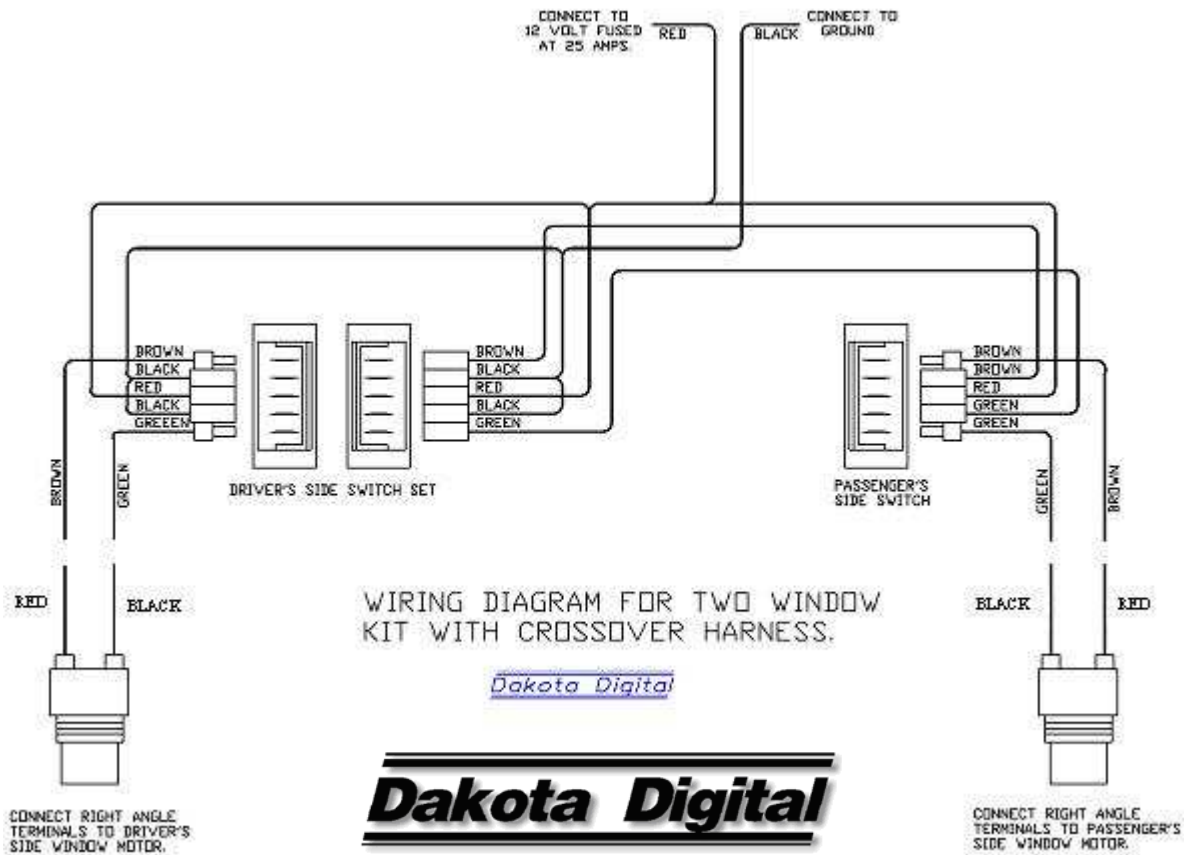 CONNECT TO
12 VOLT FUSED
AT 25 AMPS.
RED
BLACK
CONNECT TO
GROUND
BROWN
BLACK
RED
BLACK
GREEEN
BROWN
BLACK
RED
BLACK
GREEN
BROWN
BROWN
RED
GREEN
GREEN
BROWN
GREEN
DRIVER'S SIDE SWITCH SET
PASSENGER'S
SIDE SWITCH
GREEN
BROWN
RED
BLACK
WIRING DIAGRAM FOR TWO WINDOW
KIT WITH CROSSOVER HARNESS.
BLACK
RED
Dakota Digital
Dakota Digital
CONNECT RIGHT ANGLE
TERMINALS TO DRIVER'S
SIDE WINDOW MOTOR.
CONNECT RIGHT ANGLE
TERMINALS TO PASSENGER'S
SIDE WINDOW MOTOR.